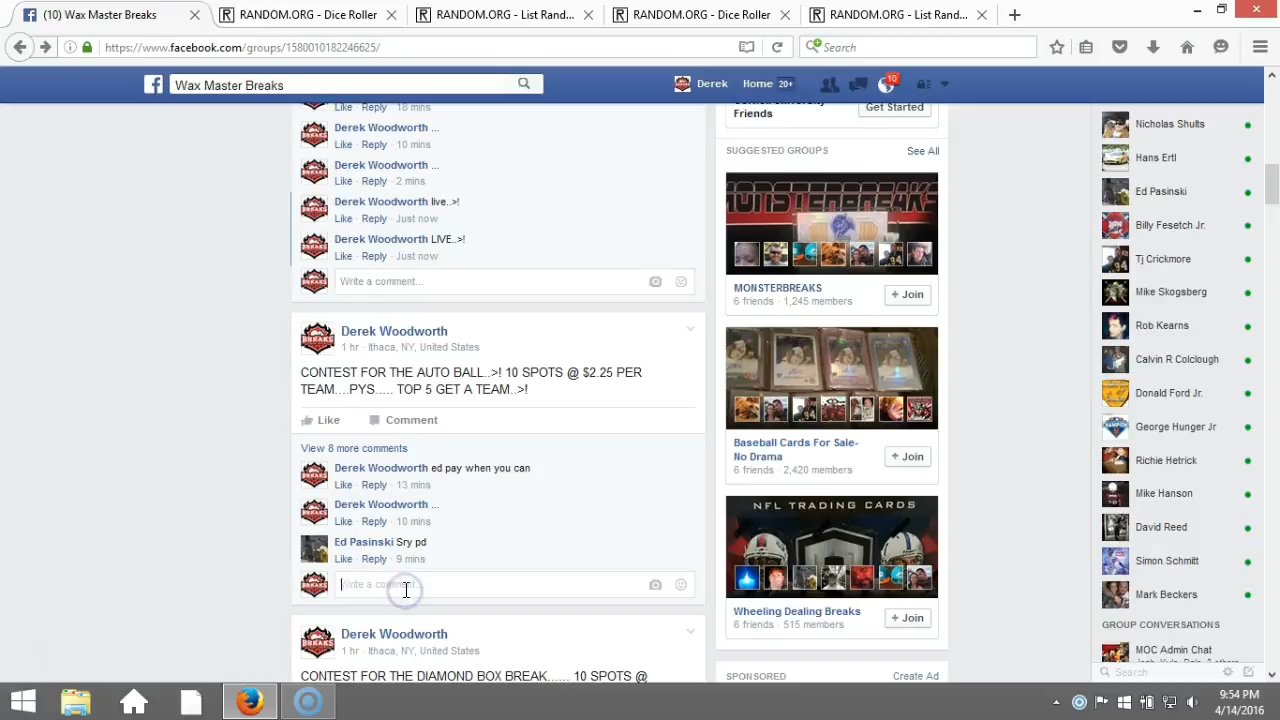 Wax Master Breaks
RANDOM.ORG - Dice Roller
RANDOM.ORG - List Rand...
RANDOM.ORG - Dice Roller
RANDOM.ORG - List Rand...
https://www.facebook.com/groups/1580010182246625/
Search
Wax Master Breaks
Derek
Home 20+
10
18 mins
Like · Reply · 18 mins
Derek Woodworth ...
Like · Reply · 10 mins
Derek Woodworth ...
Like · Reply · 2 mins
Derek Woodworth live..>!
Like · Reply · Just now
Derek Woodworth LIVE..>!
Like · Reply · Just now
Write a comment...
Derek Woodworth
1 hr · Ithaca, NY, United States
CONTEST FOR THE AUTO BALL..>! 10 SPOTS @ $2.25 PER
TEAM....PYS..... TOP 5 GET A TEAM..>!
Like Comment
View 8 more comments
Derek Woodworth ed pay when you can
Like · Reply · 13 mins
Derek Woodworth ...
Like · Reply · 10 mins
Ed Pasinski Sry pd
Like · Reply · 9 mins
Write a comment...
Derek Woodworth
1 hr · Ithaca, NY, United States
CONTEST FOR THE DIAMOND BOX BREAK..... 10 SPOTS @
Friends
Get Started
SUGGESTED GROUPS
See All
MONSTERBREAKS
MONSTERBREAKS
6 friends · 1,245 members
+ Join
Baseball Cards For Sale-
No Drama
6 friends · 2,420 members
+ Join
NFL TRADING CARDS
Wheeling Dealing Breaks
6 friends · 515 members
+ Join
SPONSORED
Create Ad
Nicholas Shults
Hans Ertl
Ed Pasinski
Billy Fesetch Jr.
Tj Crickmore
Mike Skogsberg
Rob Kearns
Calvin R Colclough
Donald Ford Jr.
George Hunger Jr
Richie Hetrick
Mike Hanson
David Reed
Simon Schmitt
Mark Beckers
GROUP CONVERSATIONS
MOC Admin Chat
Search
9:54 PM
4/14/2016